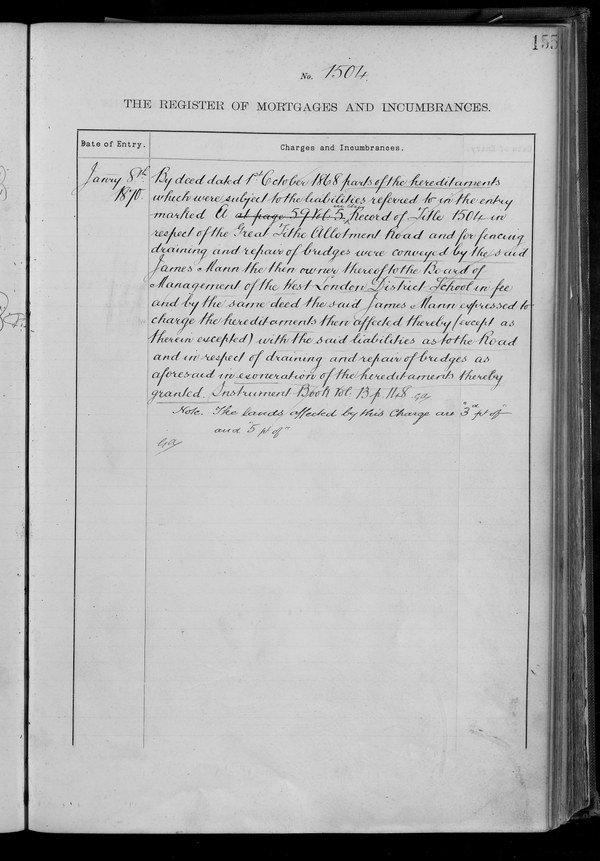 155
No. 1504.
THE REGISTER OF MORTGAGES AND INCUMBRANCES.
Date of Entry.
Charges and Incumbrances.
Janry 8th
1870.
By deed dated 1st October 1868 parts of the hereditaments
which were subject to the liabilities referred to in the entry
marked A at page 59 Vol. 5, Record of Title 1504 in
respect of the Great Tithe Allotment Road and for fencing
draining and repair of bridges were conveyed by the said
James Mann the then owner thereof to the Board of
Management of the West London District School in fee
and by the same deed the said James Mann expressed to
charge the hereditaments then affected thereby (except as
therein excepted) with the said liabilities as to the Road
and in respect of draining and repair of bridges as
aforesaid in exoneration of the hereditaments thereby
granted. Instrument Book Vol. 13 p. 148
Note. The lands affected by this Charge are "3rd pt of"
and "5 pt of"